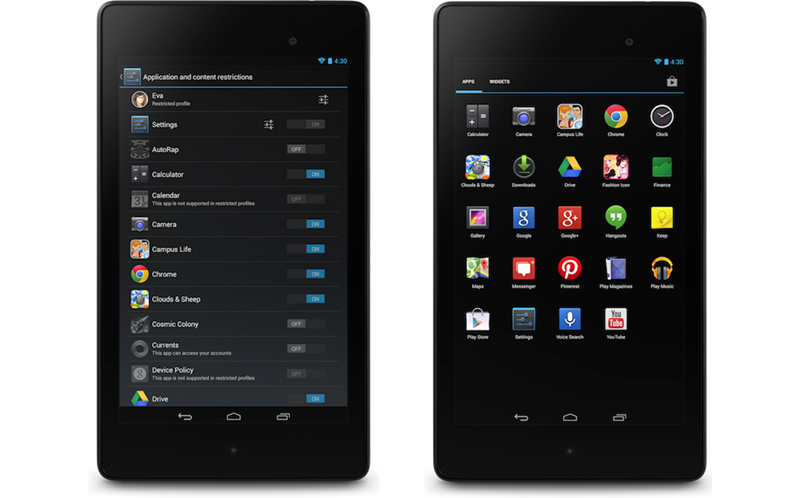 4:30
Application and content restrictions
Eva
Restricted profile
Settings
ON
AutoRap
OFF
Calculator
ON
Calendar
This app is not supported in restricted profiles
OFF
31
Camera
ON
Campus Life
ON
Chrome
ON
Clouds & Sheep
ON
Cosmic Colony
OFF
Currents
This app can access your accounts
OFF
Device Policy
This app is not supported in restricted profiles
OFF
Drive
ON
4:30
APPS WIDGETS
Calculator Camera Campus Life Chrome Clock
Clouds & Sheep Downloads Drive Fashion Icon Finance
Gallery Google Google+ Hangouts Keep
Maps Messenger Pinterest Play Magazines Play Music
You
Tube
Play Store Settings Voice Search YouTube